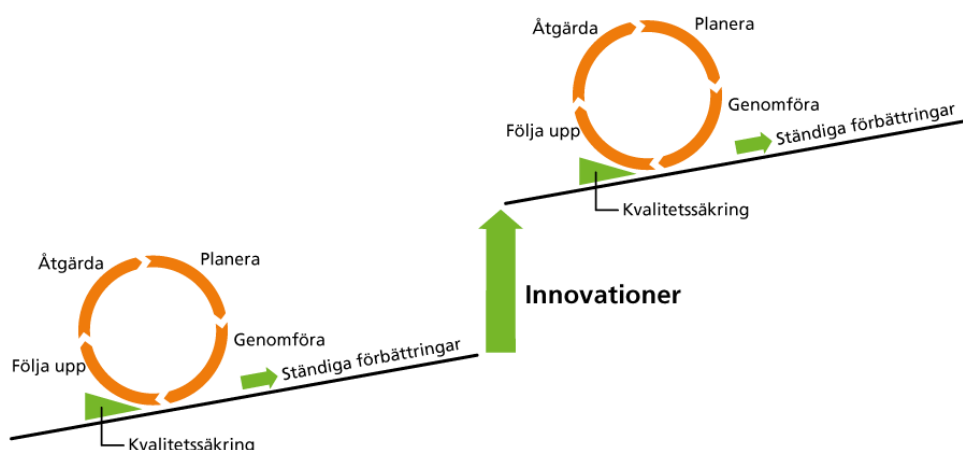 Åtgärda
Planera
Genomföra
Följa upp
Ständiga förbättringar
Kvalitetssäkring
Innovationer
Åtgärda
Planera
Genomföra
Följa upp
Ständiga förbättringar
Kvalitetssäkring